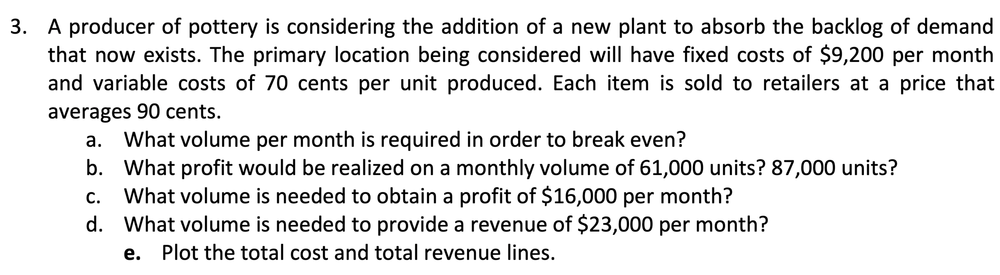 3. A producer of pottery is considering the addition of a new plant to absorb the backlog of demand
that now exists. The primary location being considered will have fixed costs of $9,200 per month
and variable costs of 70 cents per unit produced. Each item is sold to retailers at a price that
averages 90 cents.
a. What volume per month is required in order to break even?
b. What profit would be realized on a monthly volume of 61,000 units? 87,000 units?
c. What volume is needed to obtain a profit of $16,000 per month?
d. What volume is needed to provide a revenue of $23,000 per month?
e. Plot the total cost and total revenue lines.